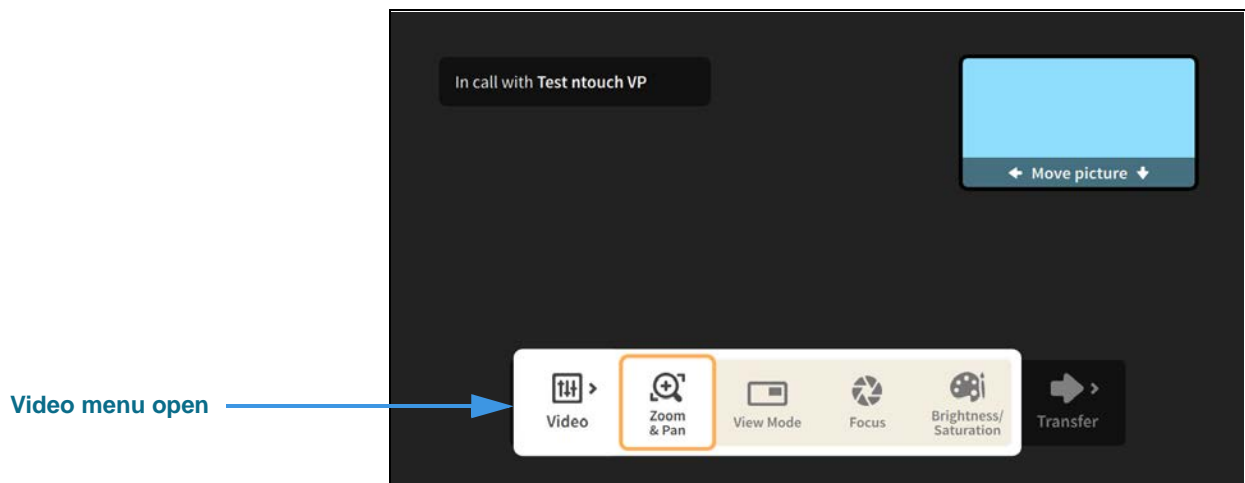 In call with Test ntouch VP
Move picture
Video menu open
Video
Zoom
& Pan
View Mode
Focus
Brightness/
Saturation
Transfer